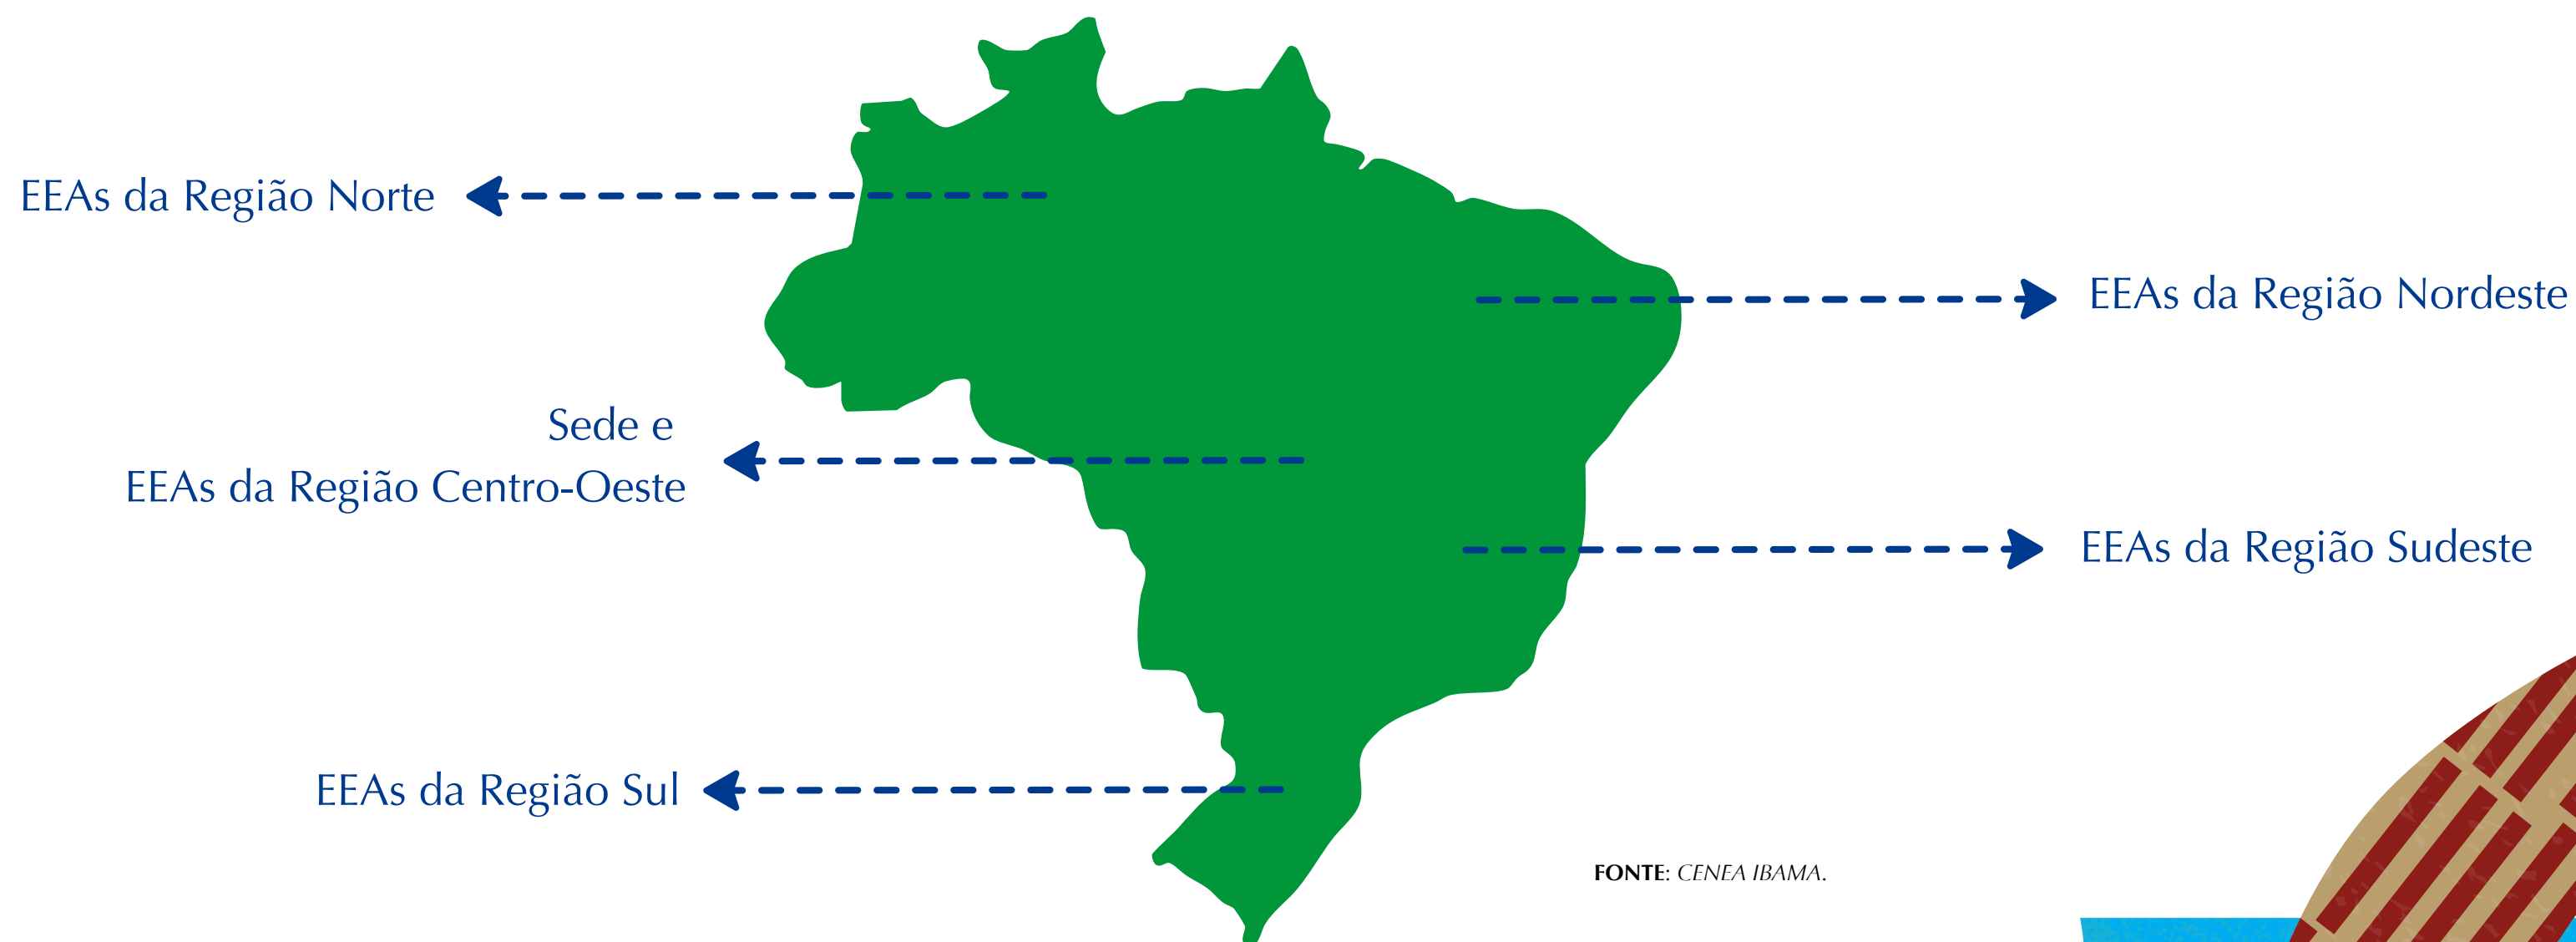 EEAs da Região Norte
EEAs da Região Nordeste
Sede e
EEAs da Região Centro-Oeste
EEAs da Região Sudeste
EEAs da Região Sul
FONTE: CENEA IBAMA.